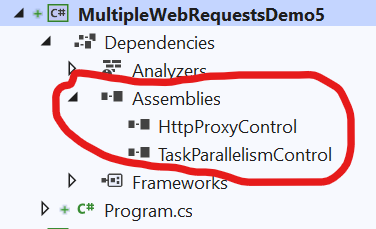 C# MultipleWebRequestsDemo5
Dependencies
Analyzers
Assemblies
HttpProxyControl
TaskParallelismControl
Frameworks
C# Program.cs